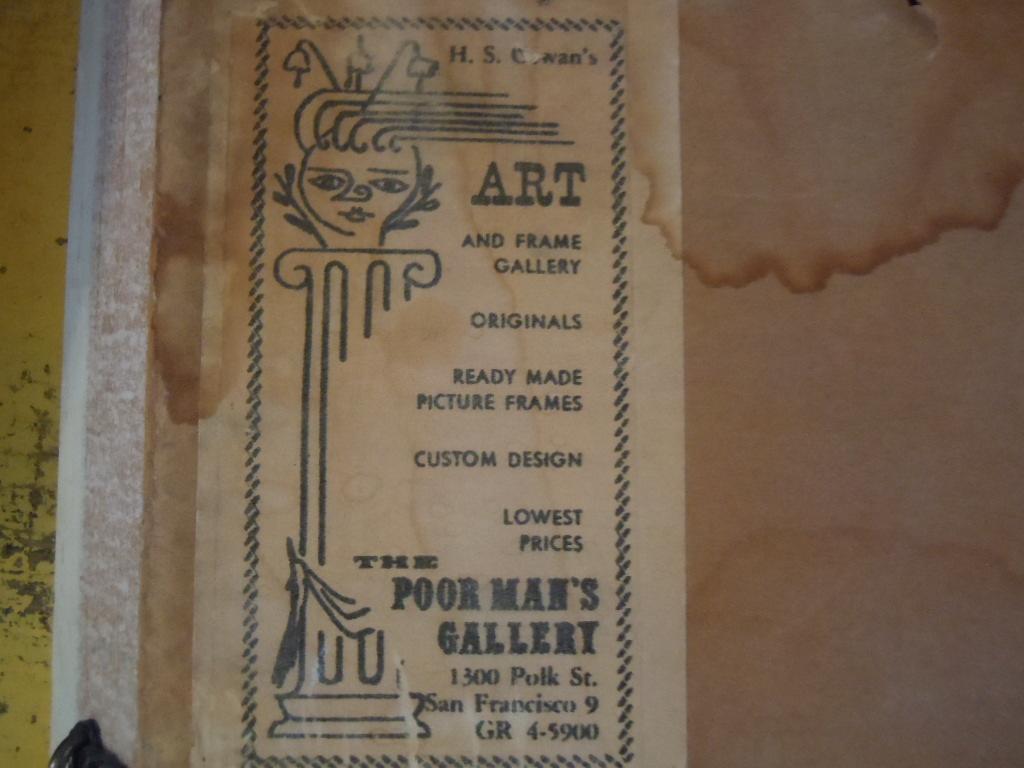 H. S. Cowan's
ART
AND FRAME
GALLERY
ORIGINALS
READY MADE
PICTURE FRAMES
CUSTOM DESIGN
LOWEST
PRICES
THE
POOR MAN'S
GALLERY
1300 Polk St.
San Francisco 9
GR 4-5900